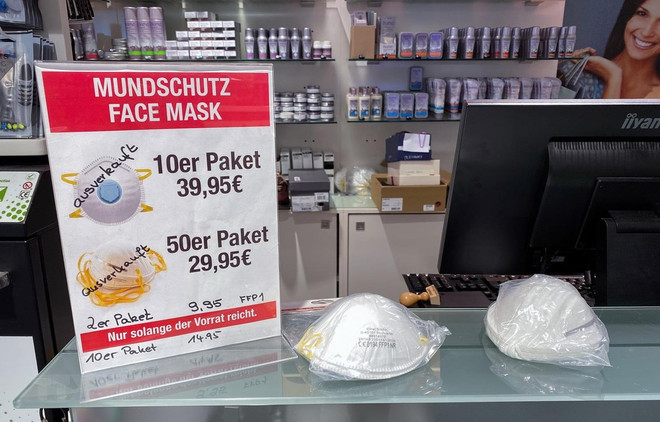 MUNDSCHUTZ
FACE MASK
ausverkauft
10er Paket
39,95€
ausverkauft
50er Paket
29,95€
2er Paket 9,95 FFP1
Nur solange der Vorrat reicht.
10er Paket 14,95
iiyama